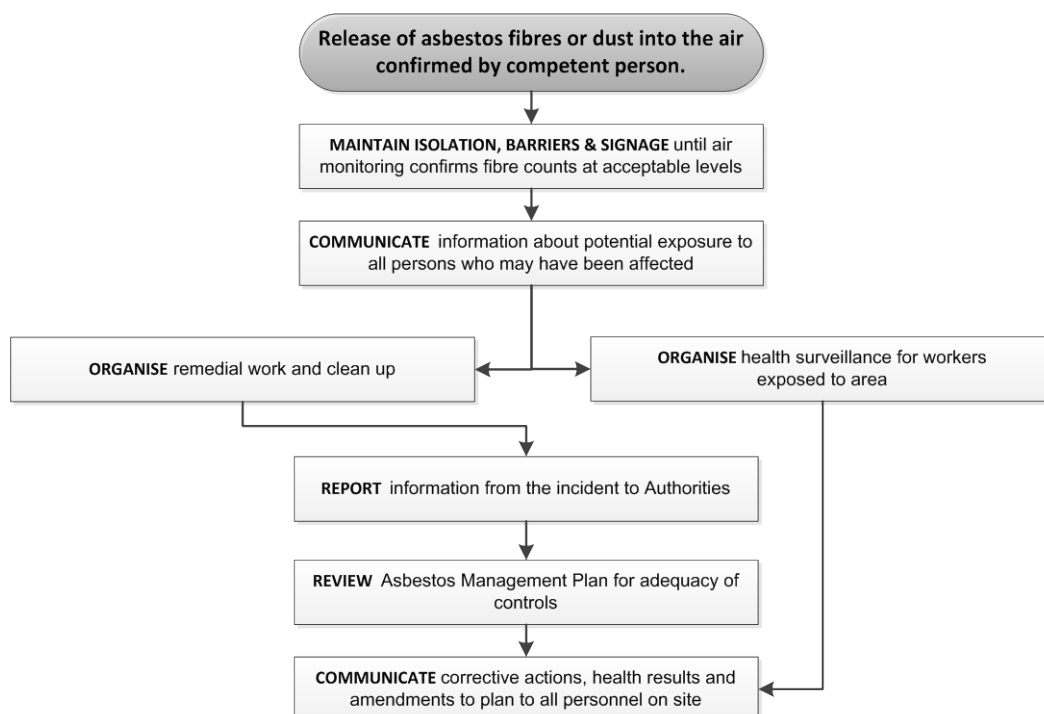 Release of asbestos fibres or dust into the air
confirmed by competent person.
MAINTAIN ISOLATION, BARRIERS & SIGNAGE until air
monitoring confirms fibre counts at acceptable levels
COMMUNICATE information about potential exposure to
all persons who may have been affected
ORGANISE remedial work and clean up
ORGANISE health surveillance for workers
exposed to area
REPORT information from the incident to Authorities
REVIEW Asbestos Management Plan for adequacy of
controls
COMMUNICATE corrective actions, health results and
amendments to plan to all personnel on site